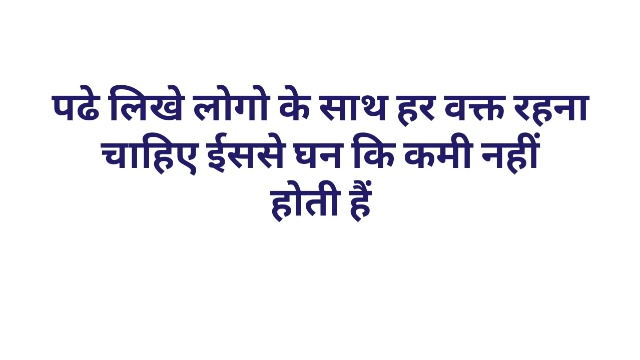 पढे लिखे लोगो के साथ हर वक्त रहना
चाहिए ईससे घन कि कमी नहीं
होती हैं